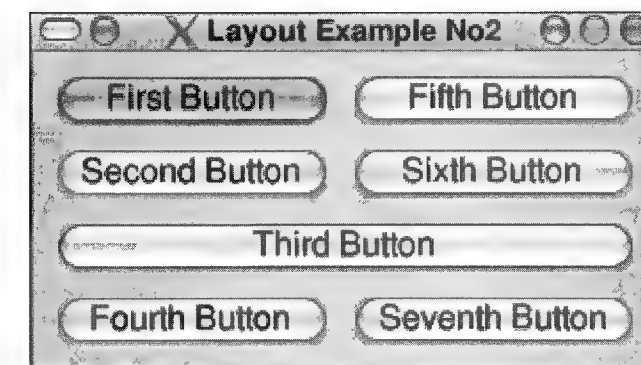 Layout Example No2
First Button Fifth Button
Second Button Sixth Button
Third Button
Fourth Button Seventh Button